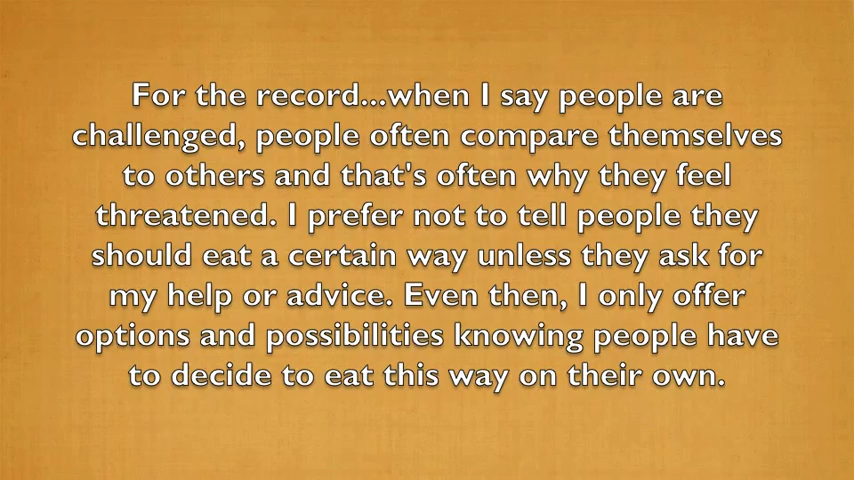 For the record...when I say people are
challenged, people often compare themselves
to others and that's often why they feel
threatened. I prefer not to tell people they
should eat a certain way unless they ask for
my help or advice. Even then, I only offer
options and possibilities knowing people have
to decide to eat this way on their own.